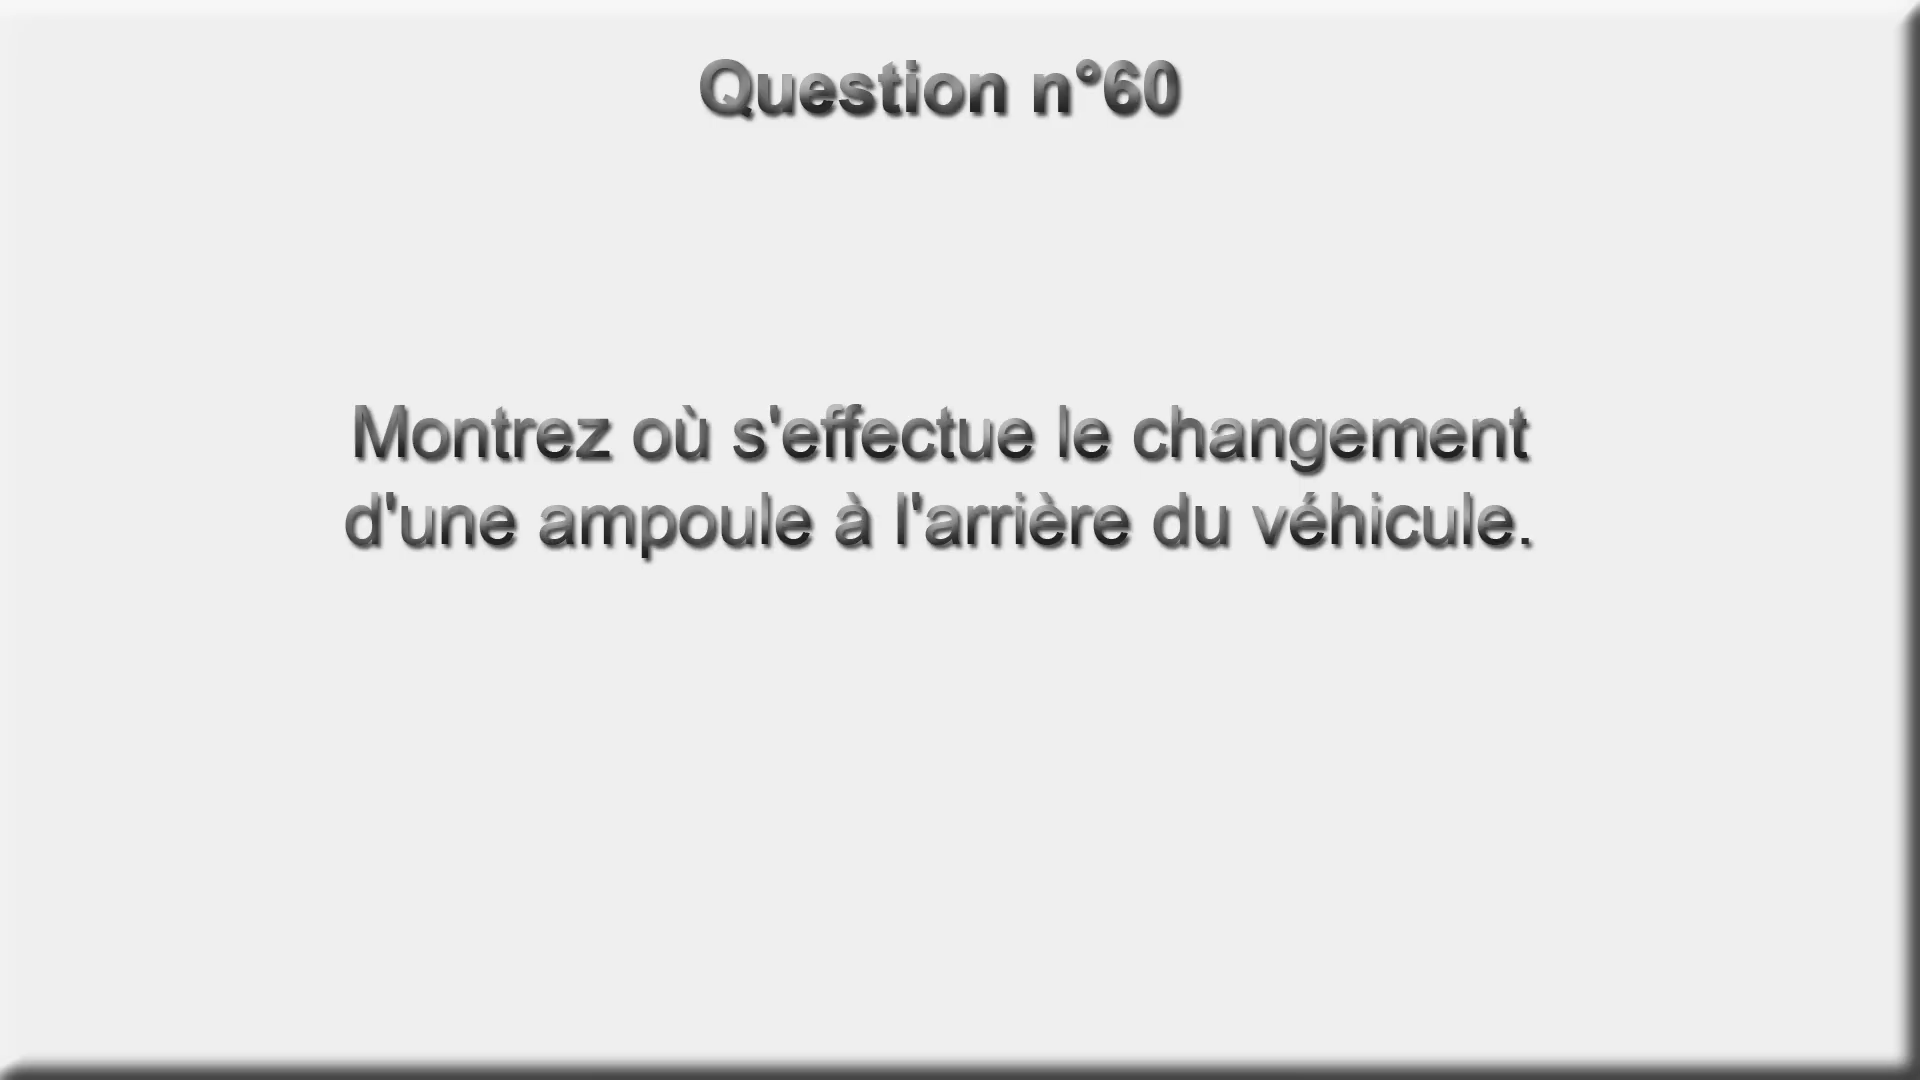 Question n°60
Montrez où s'effectue le changement
d'une ampoule à l'arrière du véhicule.